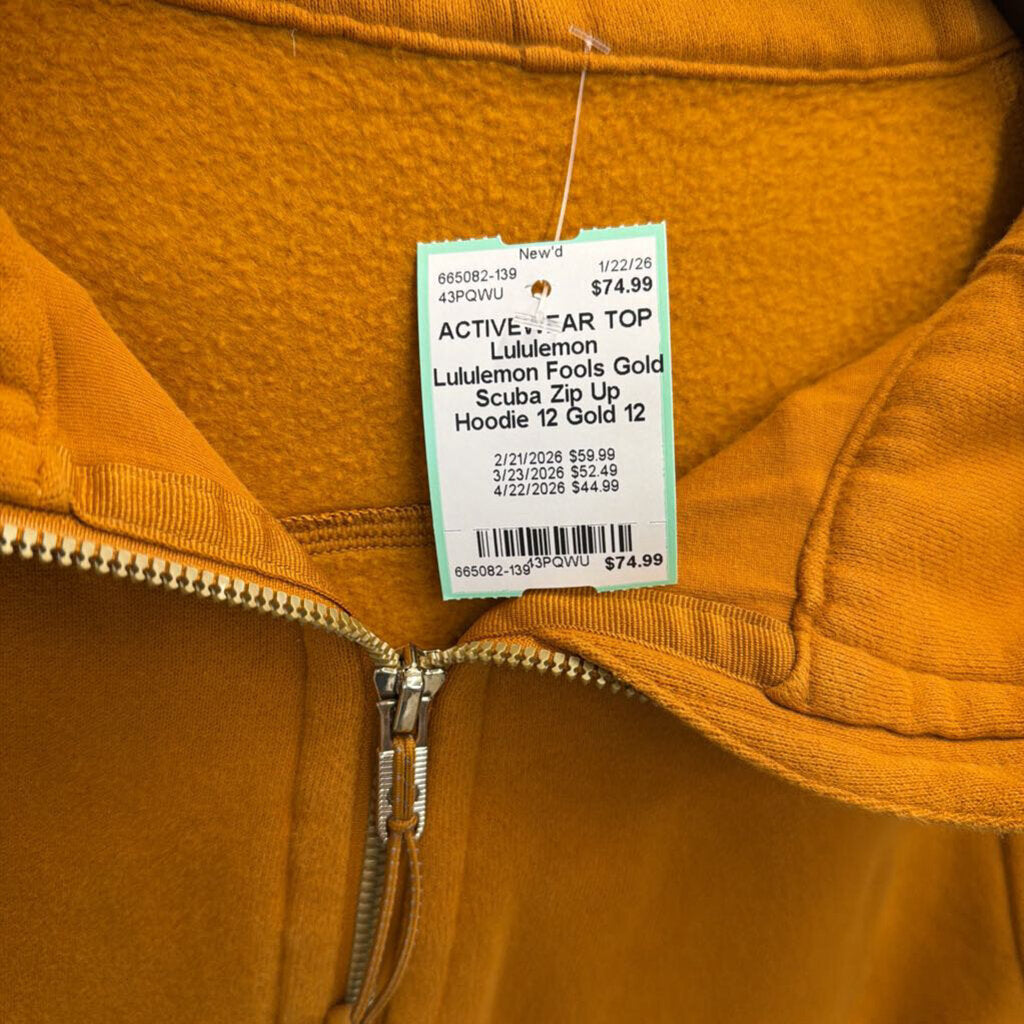 New'd
665082-139 1/22/26
43PQWU $74.99
ACTIVEWEAR TOP
Lululemon
Lululemon Fools Gold
Scuba Zip Up
Hoodie 12 Gold 12
2/21/2026 $59.99
3/23/2026 $52.49
4/22/2026 $44.99
665082-139 43PQWU $74.99